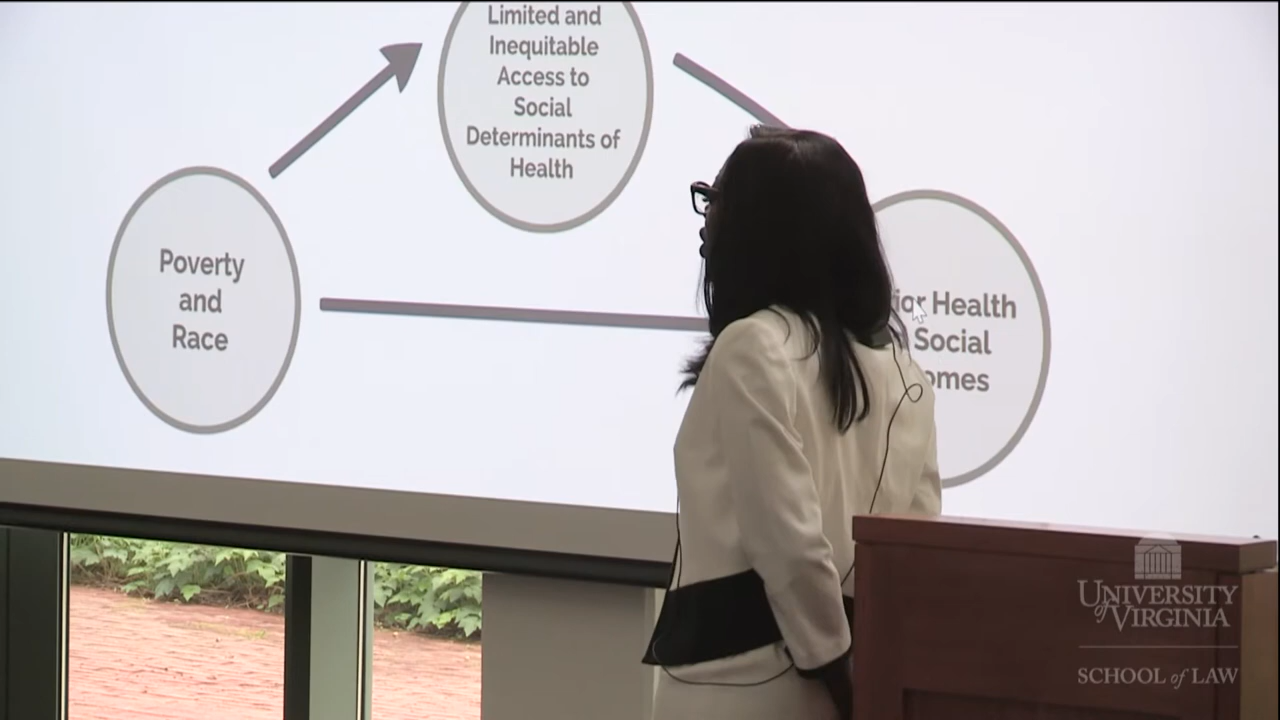 Limited and
Inequitable
Access to
Social
Determinants of
Health
Poverty
and
Race
Health
Social
UNIVERSITY
of VIRGINIA
SCHOOL of LAW